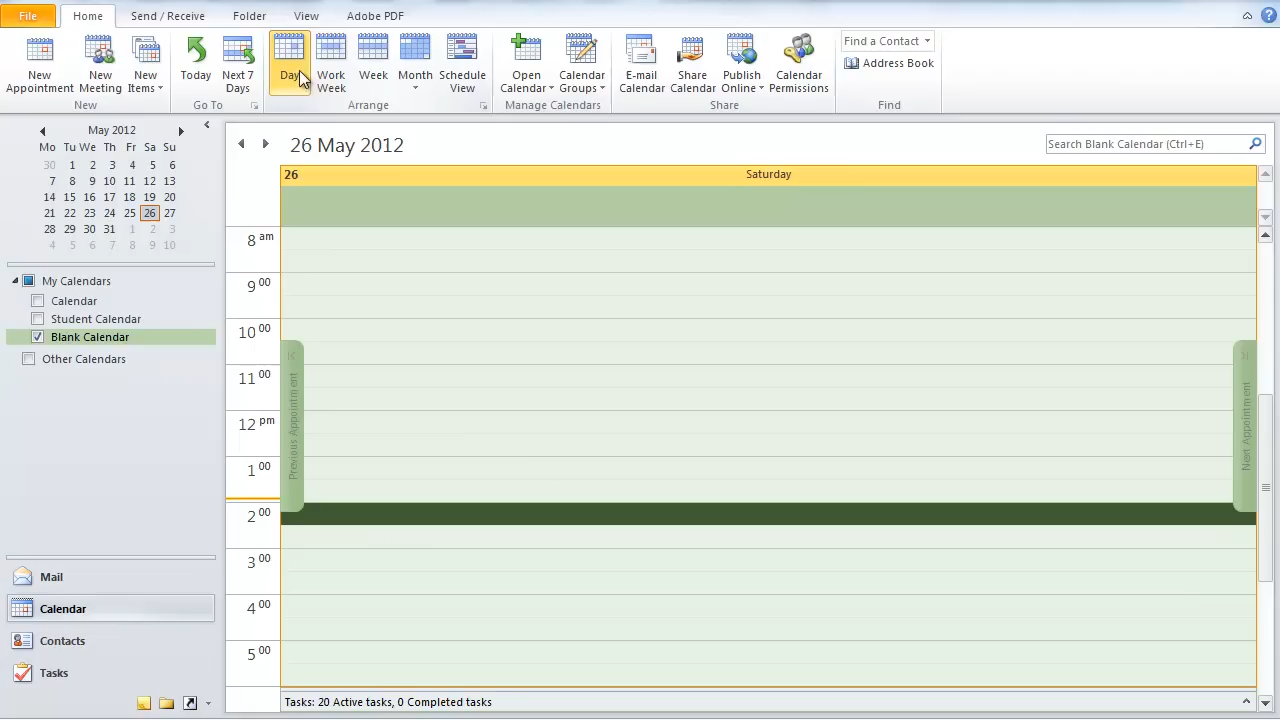 File Home Send / Receive Folder View Adobe PDF
New Appointment
New Meeting
New Items
Today
Next 7 Days
Day
Work Week
Week
Month
Schedule View
Open Calendar
Calendar Groups
E-mail Calendar
Share Calendar
Publish Online
Calendar Permissions
Find a Contact
Address Book
New Go To Arrange Manage Calendars Share Find
May 2012
Mo Tu We Th Fr Sa Su
30 1 2 3 4 5 6
7 8 9 10 11 12 13
14 15 16 17 18 19 20
21 22 23 24 25 26 27
28 29 30 31 1 2 3
4 5 6 7 8 9 10
My Calendars
Calendar
Student Calendar
Blank Calendar
Other Calendars
Mail
Calendar
Contacts
Tasks
26 May 2012
Search Blank Calendar (Ctrl+E)
26 Saturday
8 am
9 00
10 00
11 00
12 pm
1 00
2 00
3 00
4 00
5 00
Previous Appointment
Next Appointment
Tasks: 20 Active tasks, 0 Completed tasks